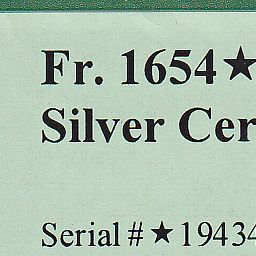 Fr. 1654★
Silver Cer
Serial # ★ 19434